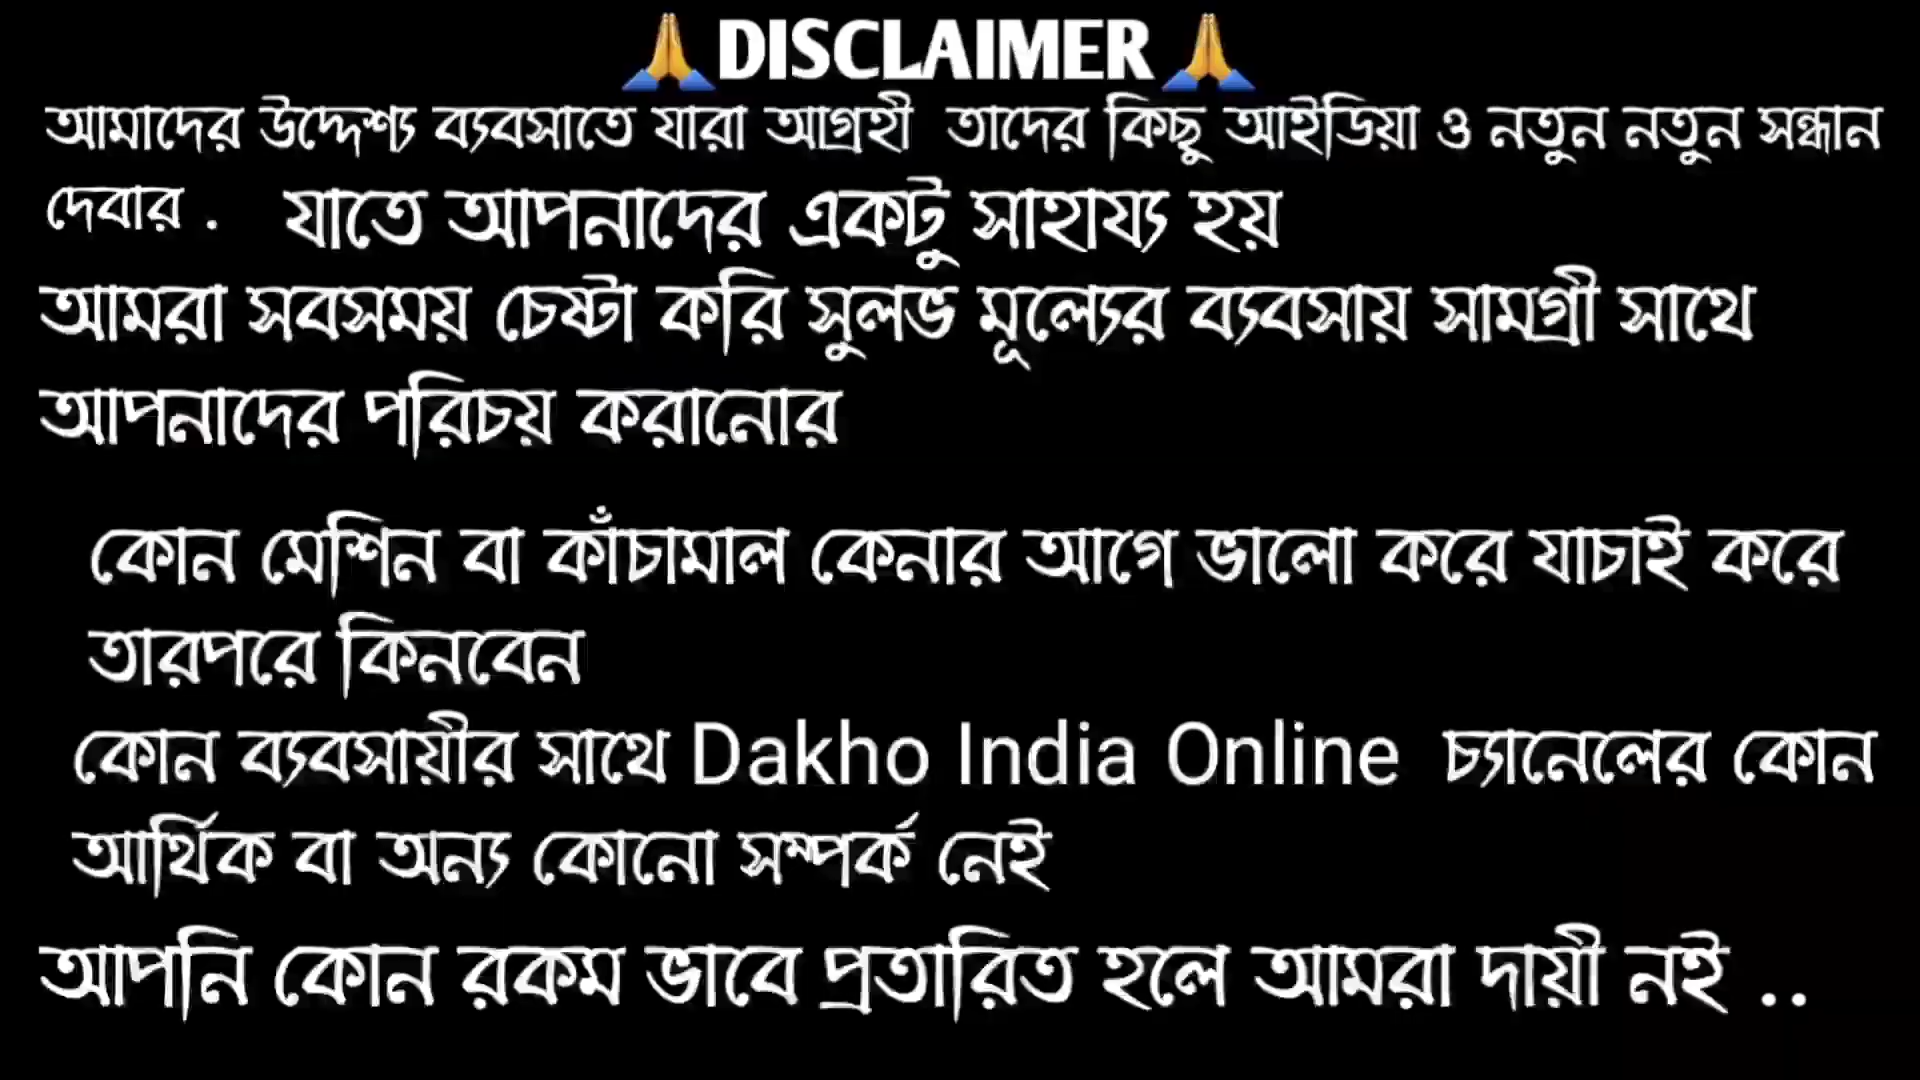 🙏DISCLAIMER🙏
আমাদের উদ্দেশ্য ব্যবসাতে যারা আগ্রহী তাদের কিছু আইডিয়া ও নতুন নতুন সন্ধান
দেবার . যাতে আপনাদের একটু সাহায্য হয়
আমরা সবসময় চেষ্টা করি সুলভ মূল্যের ব্যবসায় সামগ্রী সাথে
আপনাদের পরিচয় করানোর
কোন মেশিন বা কাঁচামাল কেনার আগে ভালো করে যাচাই করে
তারপরে কিনবেন
কোন ব্যবসায়ীর সাথে Dakho India Online চ্যানেলের কোন
আর্থিক বা অন্য কোনো সম্পর্ক নেই
আপনি কোন রকম ভাবে প্রতারিত হলে আমরা দায়ী নই ..